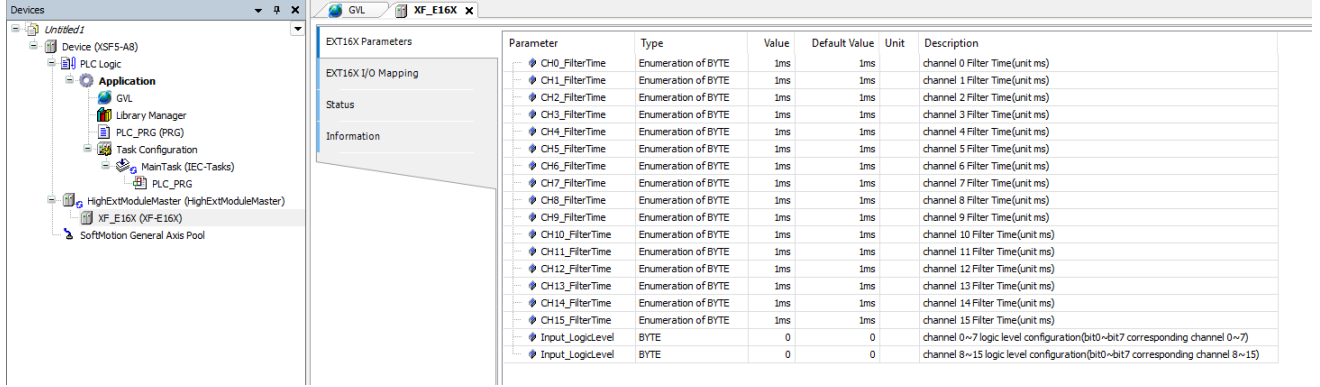 Devices
Untitled1
Device (XSF5-A8)
PLC Logic
Application
GVL
Library Manager
PLC_PRG (PRG)
Task Configuration
MainTask (IEC-Tasks)
PLC_PRG
HighExtModuleMaster (HighExtModuleMaster)
XF_E16X (XF-E16X)
SoftMotion General Axis Pool
GVL XF_E16X
EXT16X Parameters
EXT16X I/O Mapping
Status
Information
Parameter Type Value Default Value Unit Description
CH0_FilterTime Enumeration of BYTE 1ms 1ms channel 0 Filter Time(unit ms)
CH1_FilterTime Enumeration of BYTE 1ms 1ms channel 1 Filter Time(unit ms)
CH2_FilterTime Enumeration of BYTE 1ms 1ms channel 2 Filter Time(unit ms)
CH3_FilterTime Enumeration of BYTE 1ms 1ms channel 3 Filter Time(unit ms)
CH4_FilterTime Enumeration of BYTE 1ms 1ms channel 4 Filter Time(unit ms)
CH5_FilterTime Enumeration of BYTE 1ms 1ms channel 5 Filter Time(unit ms)
CH6_FilterTime Enumeration of BYTE 1ms 1ms channel 6 Filter Time(unit ms)
CH7_FilterTime Enumeration of BYTE 1ms 1ms channel 7 Filter Time(unit ms)
CH8_FilterTime Enumeration of BYTE 1ms 1ms channel 8 Filter Time(unit ms)
CH9_FilterTime Enumeration of BYTE 1ms 1ms channel 9 Filter Time(unit ms)
CH10_FilterTime Enumeration of BYTE 1ms 1ms channel 10 Filter Time(unit ms)
CH11_FilterTime Enumeration of BYTE 1ms 1ms channel 11 Filter Time(unit ms)
CH12_FilterTime Enumeration of BYTE 1ms 1ms channel 12 Filter Time(unit ms)
CH13_FilterTime Enumeration of BYTE 1ms 1ms channel 13 Filter Time(unit ms)
CH14_FilterTime Enumeration of BYTE 1ms 1ms channel 14 Filter Time(unit ms)
CH15_FilterTime Enumeration of BYTE 1ms 1ms channel 15 Filter Time(unit ms)
Input_LogicLevel BYTE 0 0 channel 0~7 logic level configuration(bit0~bit7 corresponding channel 0~7)
Input_LogicLevel BYTE 0 0 channel 8~15 logic level configuration(bit0~bit7 corresponding channel 8~15)